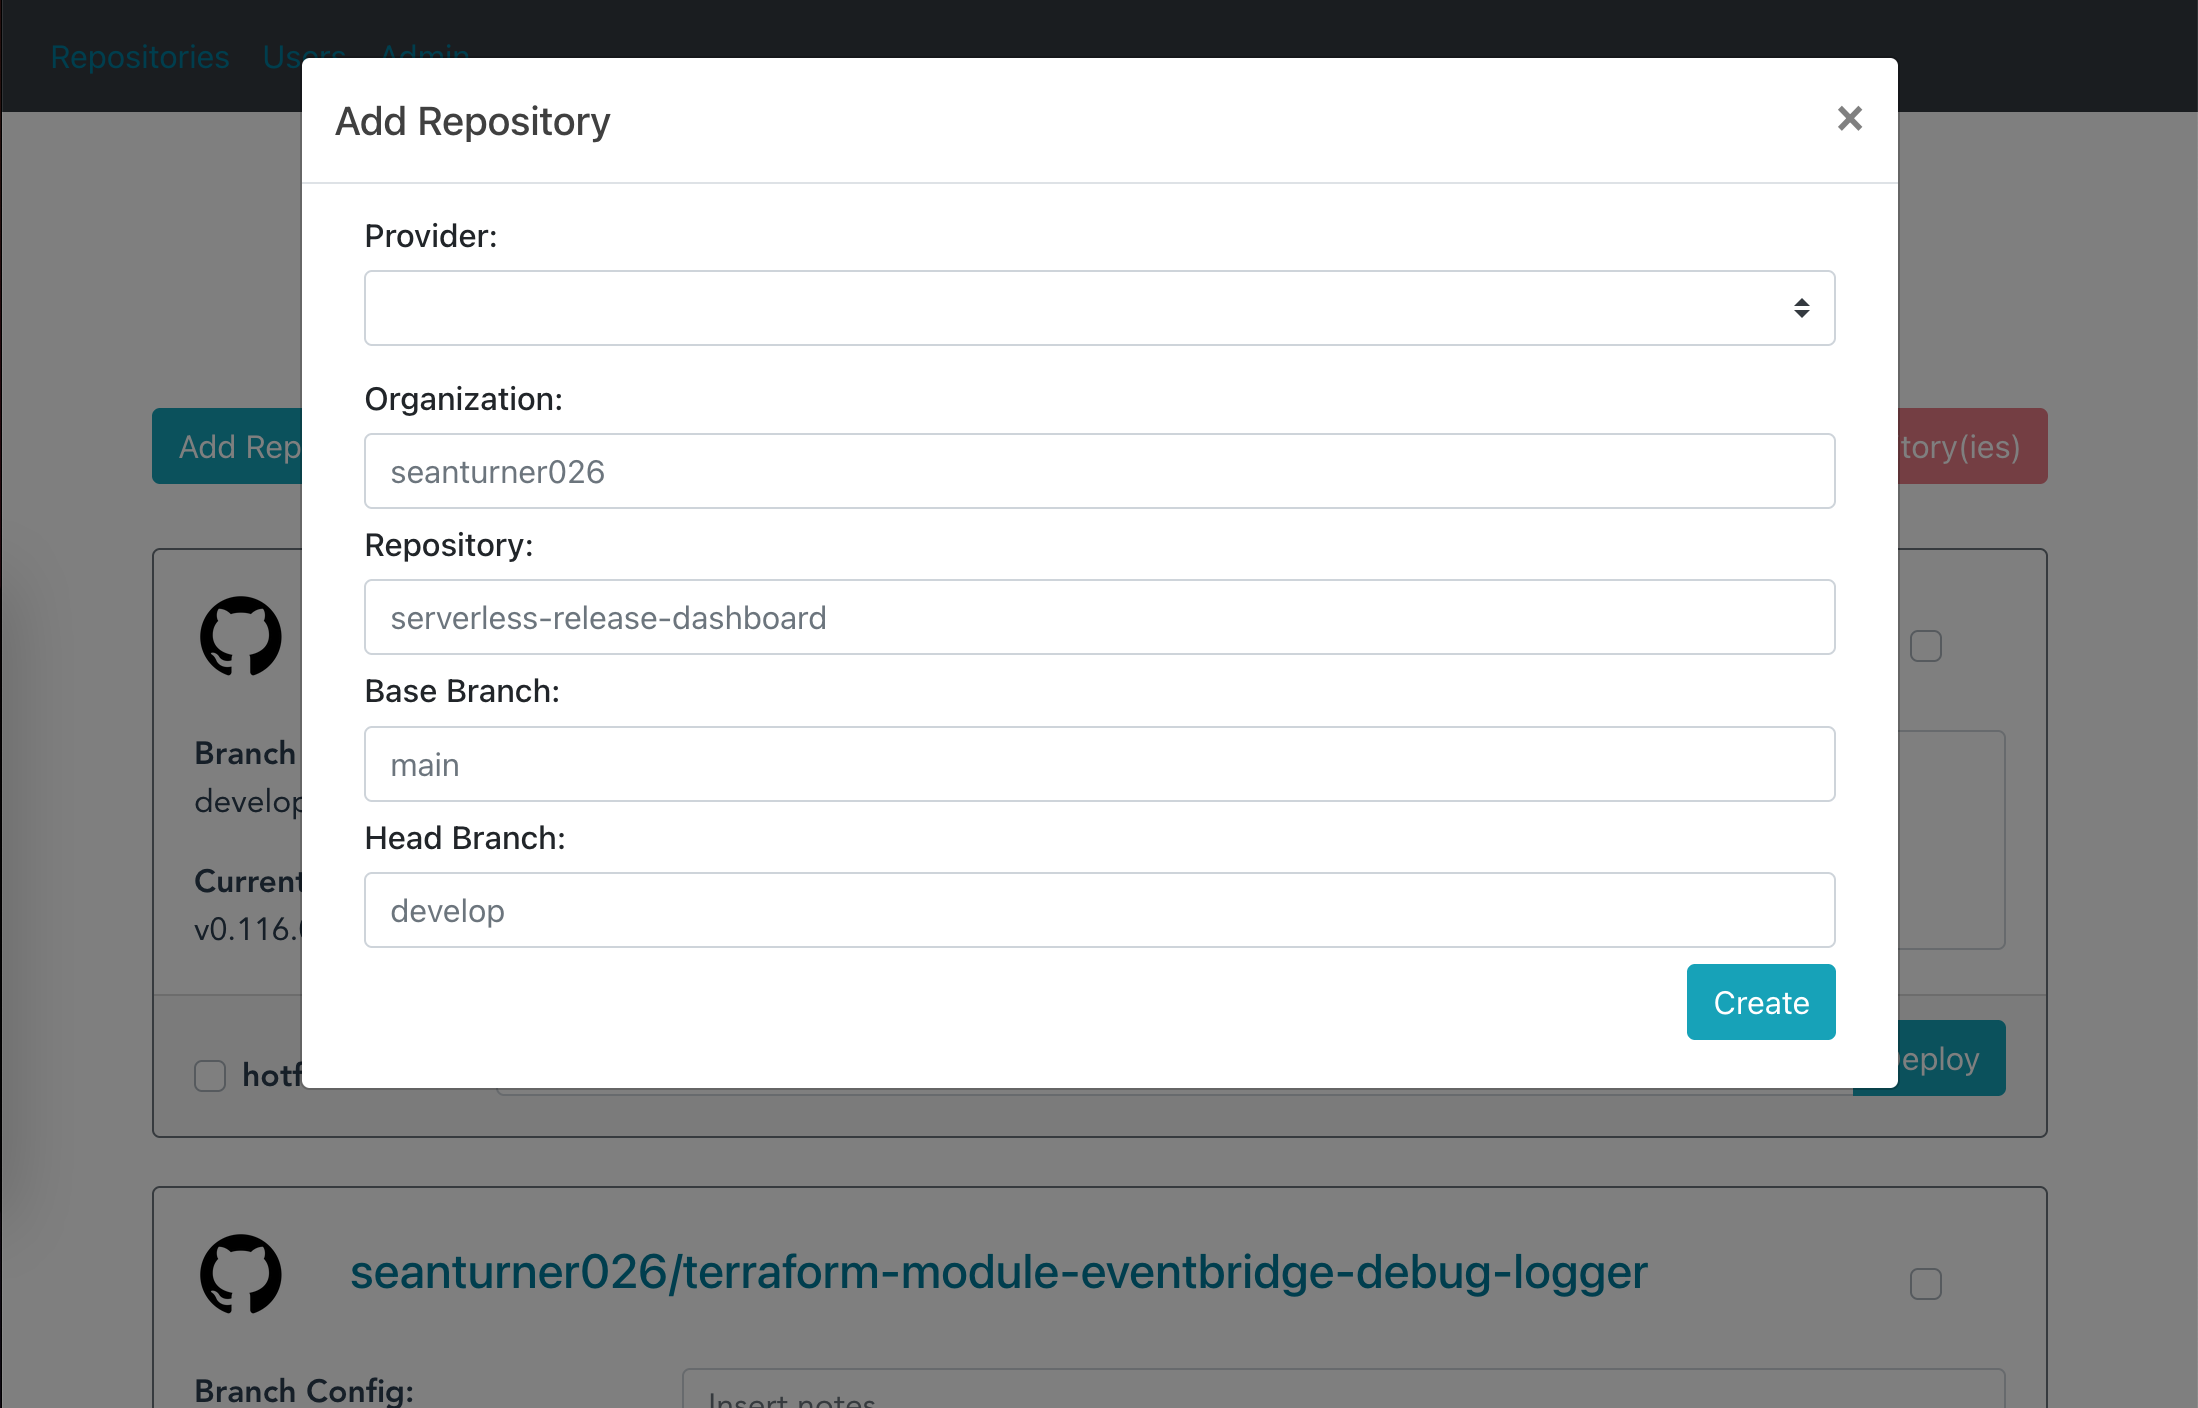 Repositories Users Admin
Add Repository
×
Provider:
Organization:
seanturner026
Repository:
serverless-release-dashboard
Base Branch:
main
Head Branch:
develop
Create
Add Rep
tory(ies)
Branch
develop
Current
v0.116.
hotf
eploy
seanturner026/terraform-module-eventbridge-debug-logger
Branch Config:
Insert notes